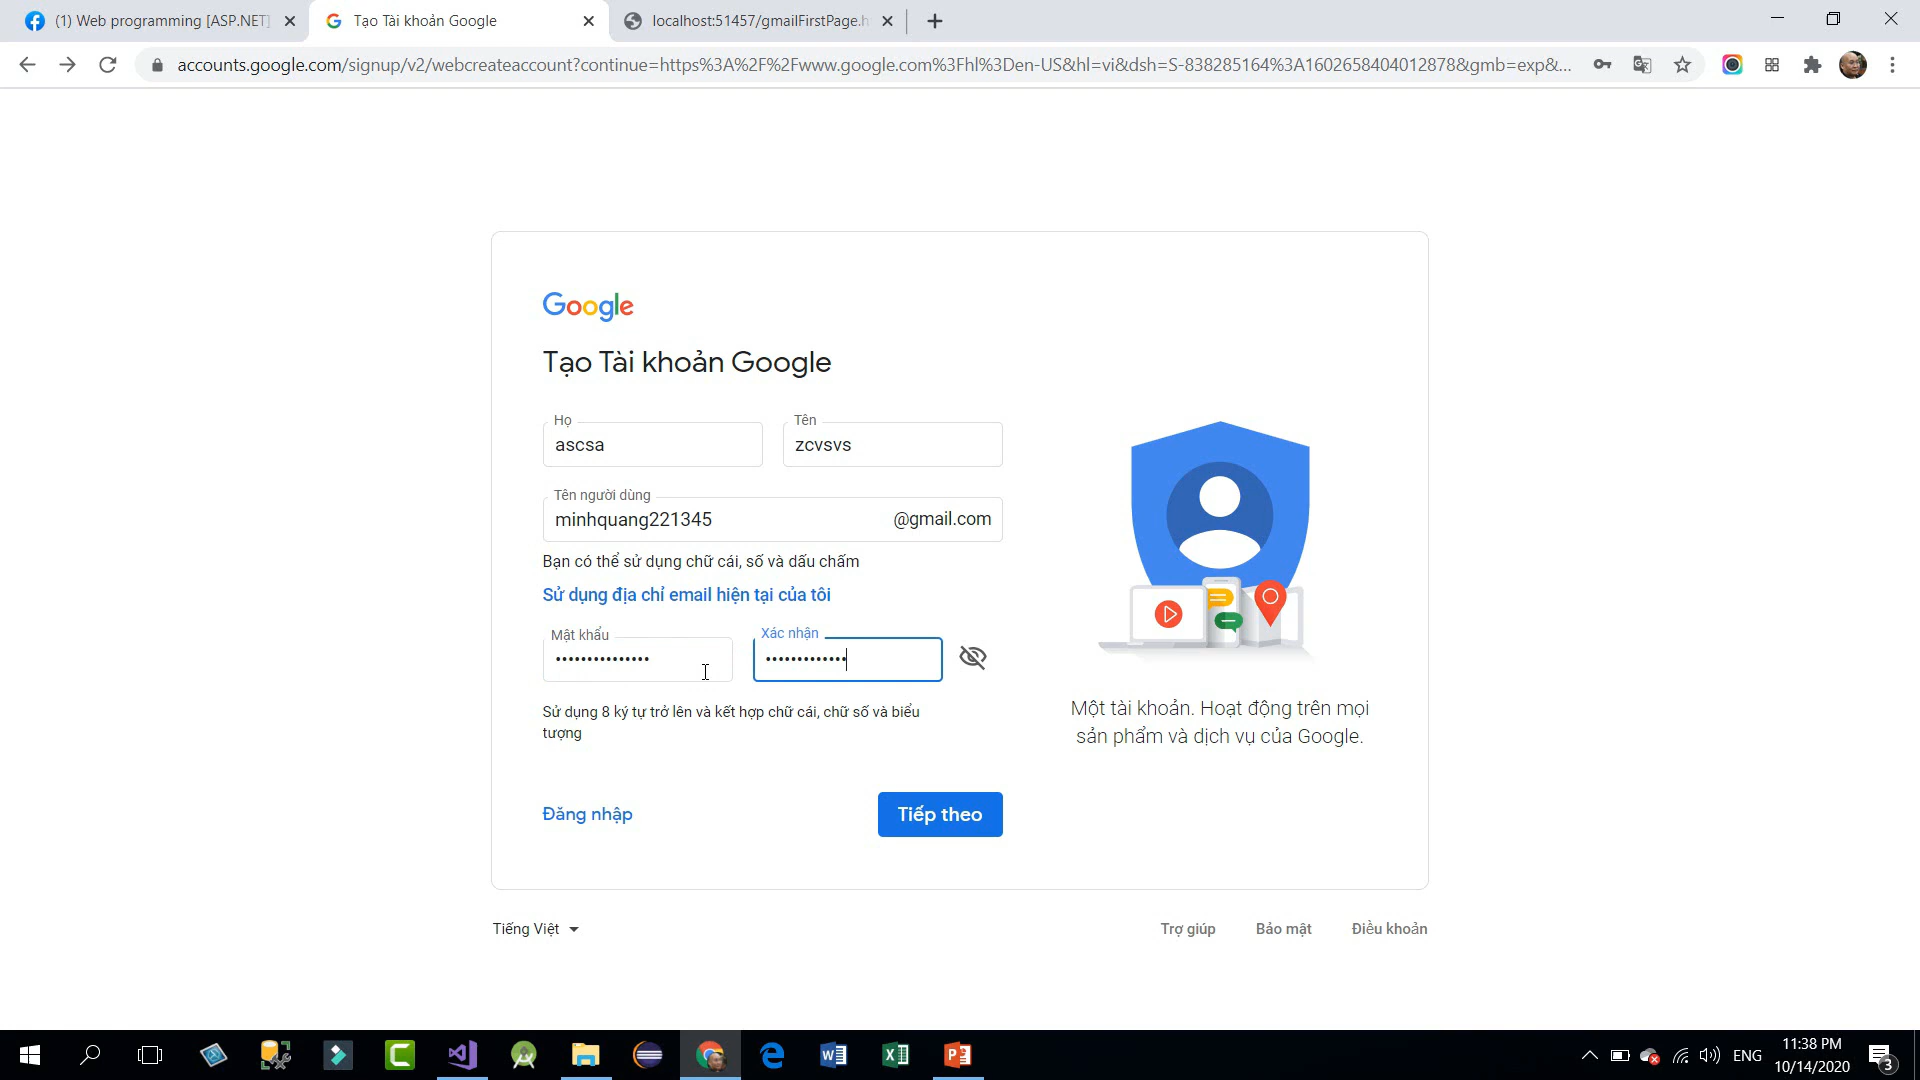 (1) Web programming [ASP.NET]
Tạo Tài khoản Google
localhost:51457/gmailFirstPage.h
accounts.google.com/signup/v2/webcreateaccount?continue=https%3A%2F%2Fwww.google.com%3Fhl%3Den-US&hl=vi&dsh=S-838285164%3A1602658404012878&gmb=exp&...
Google
Tạo Tài khoản Google
Họ
Tên
ascsa
zcvsvs
Tên người dùng
minhquang221345
@gmail.com
Bạn có thể sử dụng chữ cái, số và dấu chấm
Sử dụng địa chỉ email hiện tại của tôi
Mật khẩu
Xác nhận
•••••••••••••••
•••••••••••••
Sử dụng 8 ký tự trở lên và kết hợp chữ cái, chữ số và biểu
tượng
Đăng nhập
Tiếp theo
Một tài khoản. Hoạt động trên mọi
sản phẩm và dịch vụ của Google.
Tiếng Việt
Trợ giúp
Bảo mật
Điều khoản
ENG
11:38 PM
10/14/2020
3